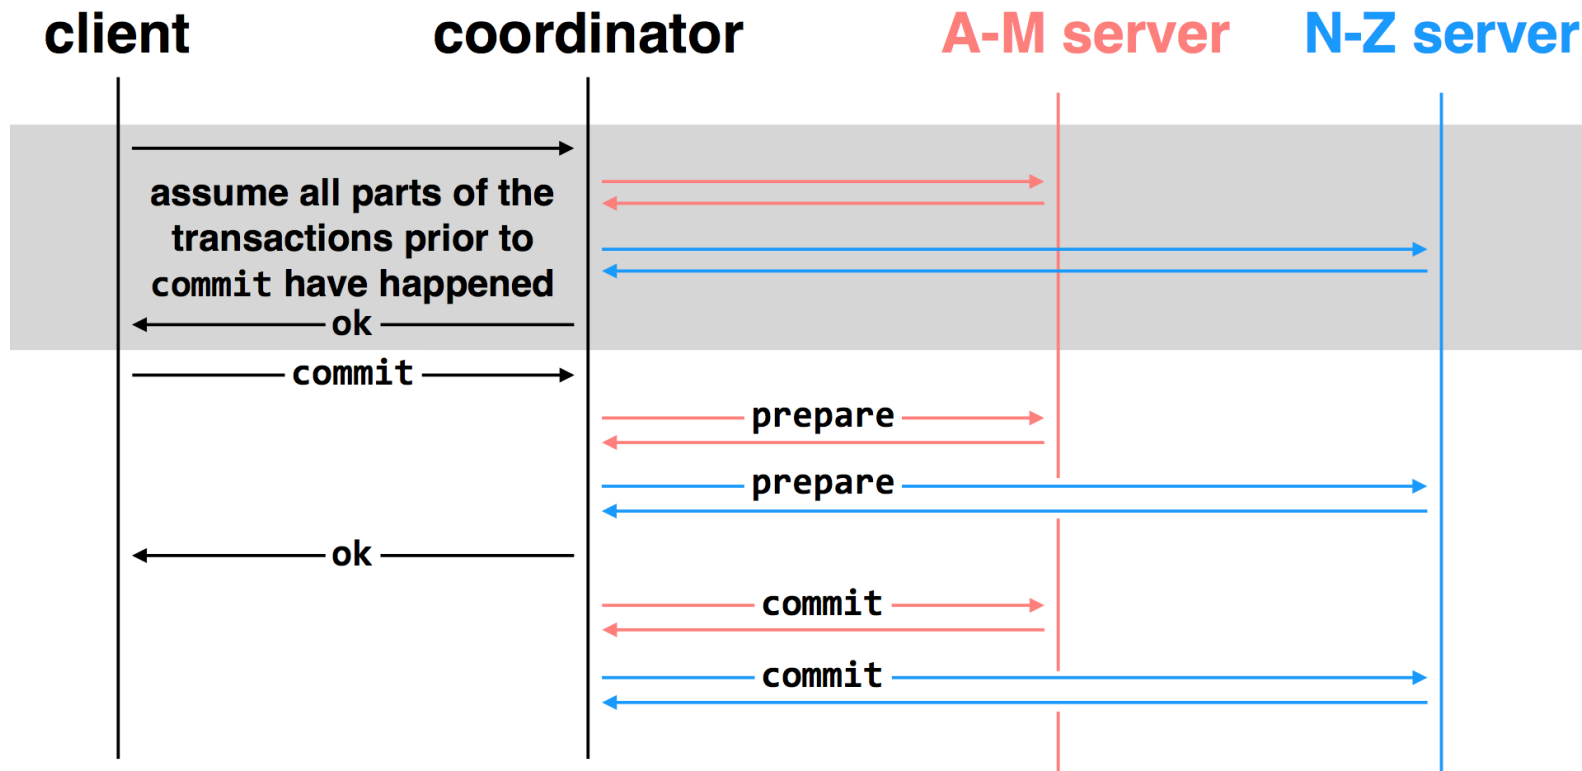 client
coordinator
A-M server
N-Z server
assume all parts of the
transactions prior to
commit have happened
ok
commit
prepare
prepare
ok
commit
commit